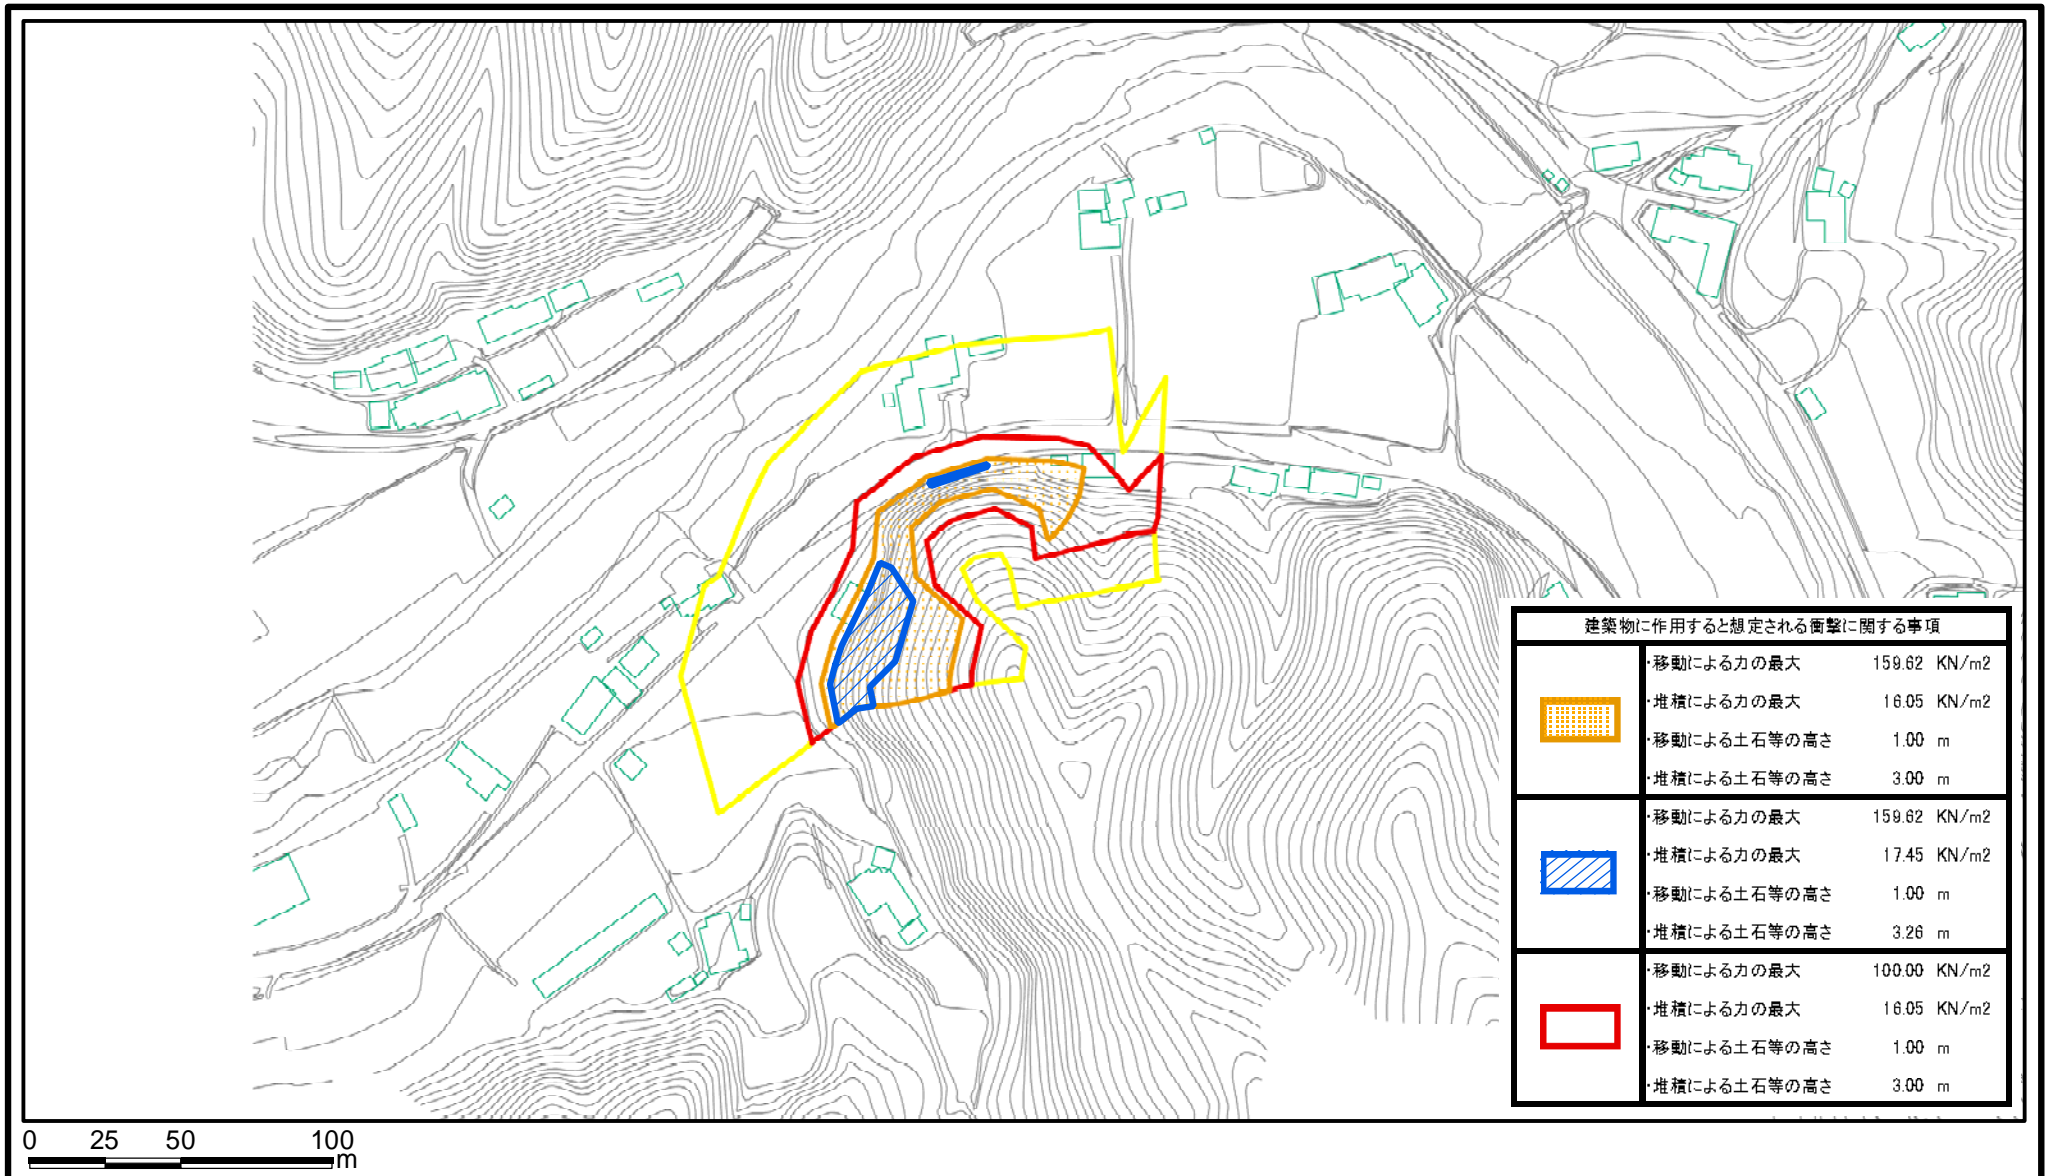 建築物に作用すると想定される衝撃に関する事項
・移動による力の最大 159.62 KN/m2
・堆積による力の最大 16.05 KN/m2
・移動による土石等の高さ 1.00 m
・堆積による土石等の高さ 3.00 m
・移動による力の最大 159.62 KN/m2
・堆積による力の最大 17.45 KN/m2
・移動による土石等の高さ 1.00 m
・堆積による土石等の高さ 3.26 m
・移動による力の最大 100.00 KN/m2
・堆積による力の最大 16.05 KN/m2
・移動による土石等の高さ 1.00 m
・堆積による土石等の高さ 3.00 m
0 25 50 100
m